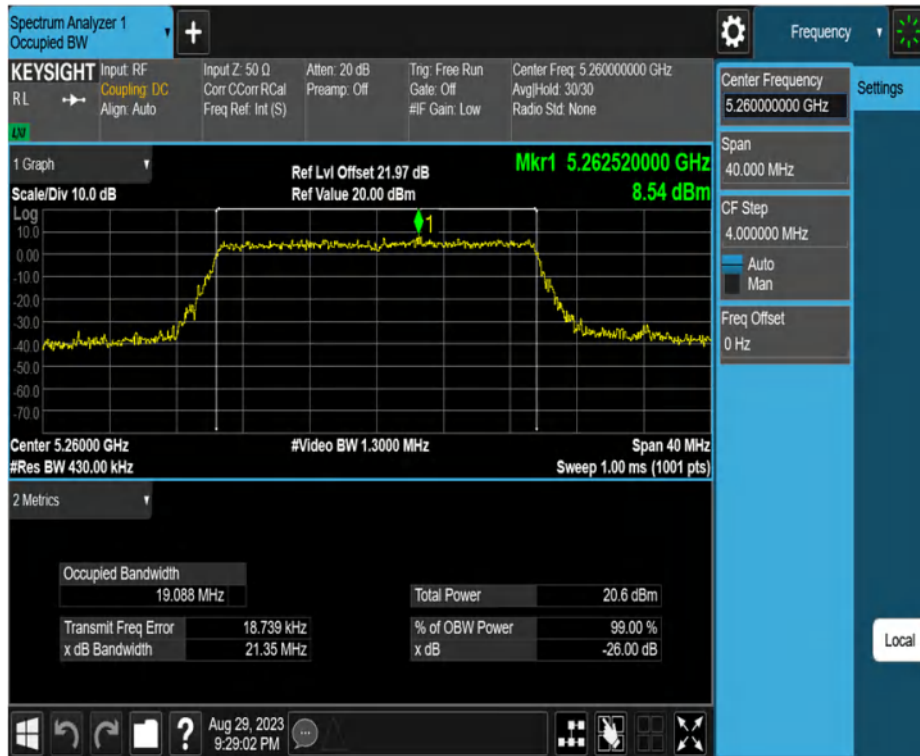 Spectrum Analyzer 1
Occupied BW
+
Frequency
KEYSIGHT
RL
LXI
Input: RF
Coupling: DC
Align: Auto
Input Z: 50 Ω
Corr CCorr RCal
Freq Ref: Int (S)
Atten: 20 dB
Preamp: Off
Trig: Free Run
Gate: Off
#IF Gain: Low
Center Freq: 5.260000000 GHz
Avg|Hold: 30/30
Radio Std: None
Center Frequency
5.260000000 GHz
Settings
Span
40.000 MHz
CF Step
4.000000 MHz
Auto
Man
Freq Offset
0 Hz
Local
1 Graph
Scale/Div 10.0 dB
Ref Lvl Offset 21.97 dB
Ref Value 20.00 dBm
Mkr1 5.262520000 GHz
8.54 dBm
Log
1
10.0
0.00
-10.0
-20.0
-30.0
-40.0
-50.0
-60.0
-70.0
Center 5.26000 GHz
#Video BW 1.3000 MHz
Span 40 MHz
#Res BW 430.00 kHz
Sweep 1.00 ms (1001 pts)
2 Metrics
Occupied Bandwidth
19.088 MHz
Total Power 20.6 dBm
Transmit Freq Error 18.739 kHz
% of OBW Power 99.00 %
x dB Bandwidth 21.35 MHz
x dB -26.00 dB
?
Aug 29, 2023
9:29:02 PM